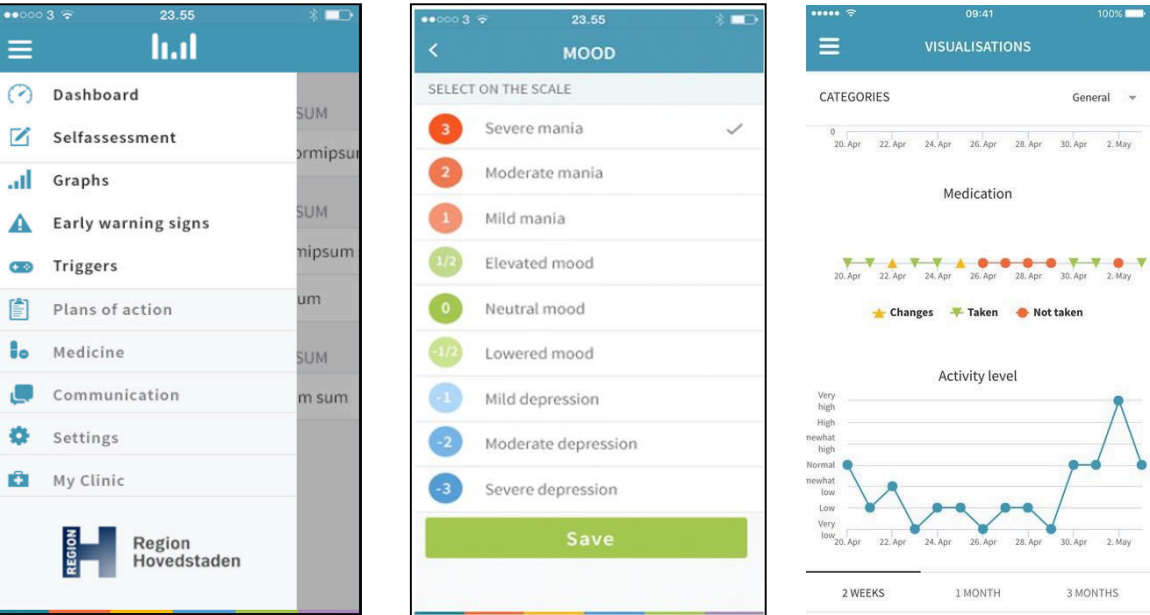 3 23.55
Dashboard
Selfassessment
Graphs
Early warning signs
Triggers
Plans of action
Medicine
Communication
Settings
My Clinic
SUM
ormipsum
SUM
mipsum
um
SUM
m sum
REGION
H
Region
Hovedstaden
3 23.55
MOOD
SELECT ON THE SCALE
3 Severe mania
2 Moderate mania
1 Mild mania
1/2 Elevated mood
0 Neutral mood
-1/2 Lowered mood
-1 Mild depression
-2 Moderate depression
-3 Severe depression
Save
09:41 100%
VISUALISATIONS
CATEGORIES General
0
20. Apr 22. Apr 24. Apr 26. Apr 28. Apr 30. Apr 2. May
Medication
20. Apr 22. Apr 24. Apr 26. Apr 28. Apr 30. Apr 2. May
Changes Taken Not taken
Activity level
Very
high
High
newhat
high
Normal
newhat
low
Low
Very
low
20. Apr 22. Apr 24. Apr 26. Apr 28. Apr 30. Apr 2. May
2 WEEKS 1 MONTH 3 MONTHS